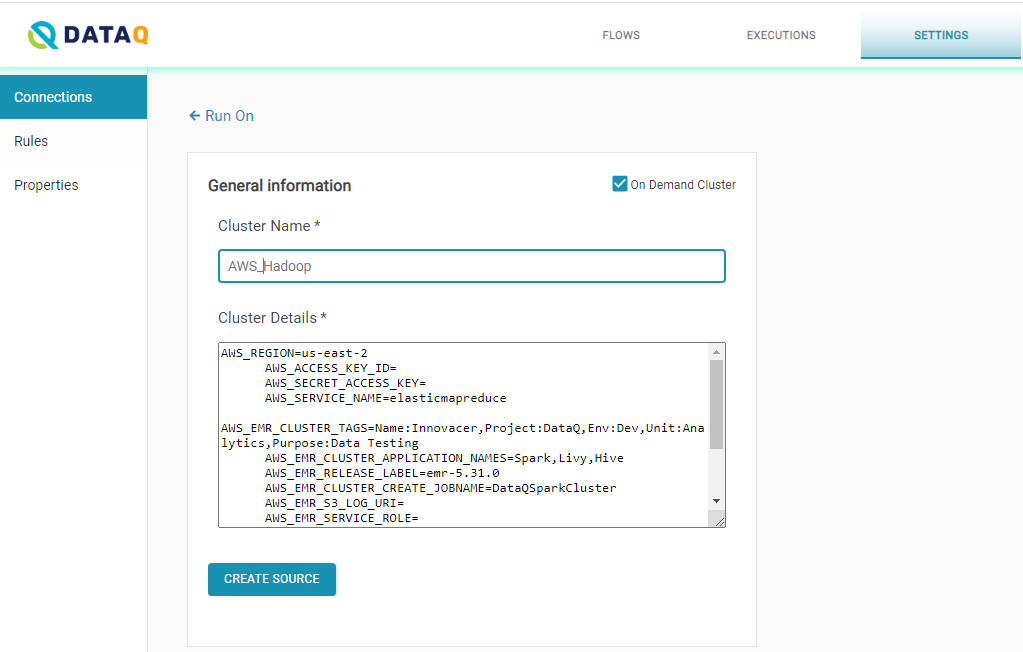 DATAQ
FLOWS
EXECUTIONS
SETTINGS
Connections
Rules
Properties
Run On
General information
On Demand Cluster
Cluster Name *
AWS_Hadoop
Cluster Details *
AWS_REGION=us-east-2
AWS_ACCESS_KEY_ID=
AWS_SECRET_ACCESS_KEY=
AWS_SERVICE_NAME=elasticmapreduce
AWS_EMR_CLUSTER_TAGS=Name:Innovacer,Project:DataQ,Env:Dev,Unit:Ana
lytics,Purpose:Data Testing
AWS_EMR_CLUSTER_APPLICATION_NAMES=Spark,Livy,Hive
AWS_EMR_RELEASE_LABEL=emr-5.31.0
AWS_EMR_CLUSTER_CREATE_JOBNAME=DataQSparkCluster
AWS_EMR_S3_LOG_URI=
AWS_EMR_SERVICE_ROLE=
CREATE SOURCE